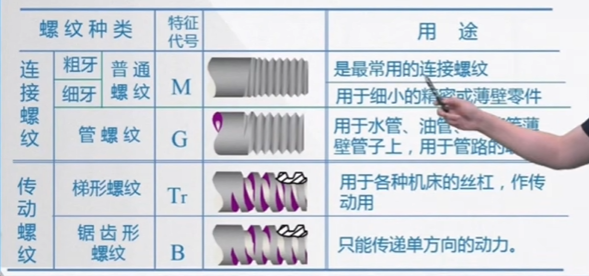 螺纹种类
特征
代号
用 途
连接螺纹
粗牙
细牙
普通
螺纹
M
是最常用的连接螺纹
用于细小的精密或薄壁零件
管螺纹
G
用于水管、油管、
薄
壁管子上，用于管路的
传动螺纹
梯形螺纹
Tr
用于各种机床的丝杠，作传
动用
锯齿形
螺纹
B
只能传递单方向的动力。